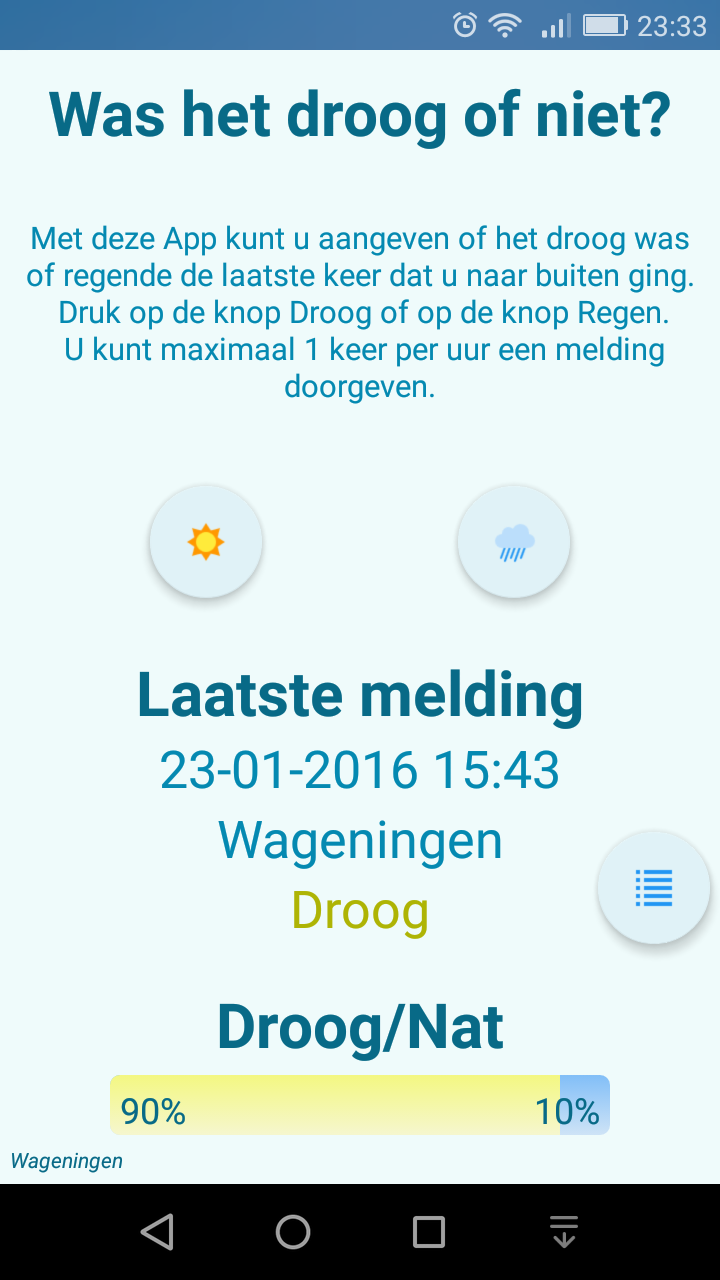 23:33
Was het droog of niet?
Met deze App kunt u aangeven of het droog was
of regende de laatste keer dat u naar buiten ging.
Druk op de knop Droog of op de knop Regen.
U kunt maximaal 1 keer per uur een melding
doorgeven.
Laatste melding
23-01-2016 15:43
Wageningen
Droog
Droog/Nat
90% 10%
Wageningen